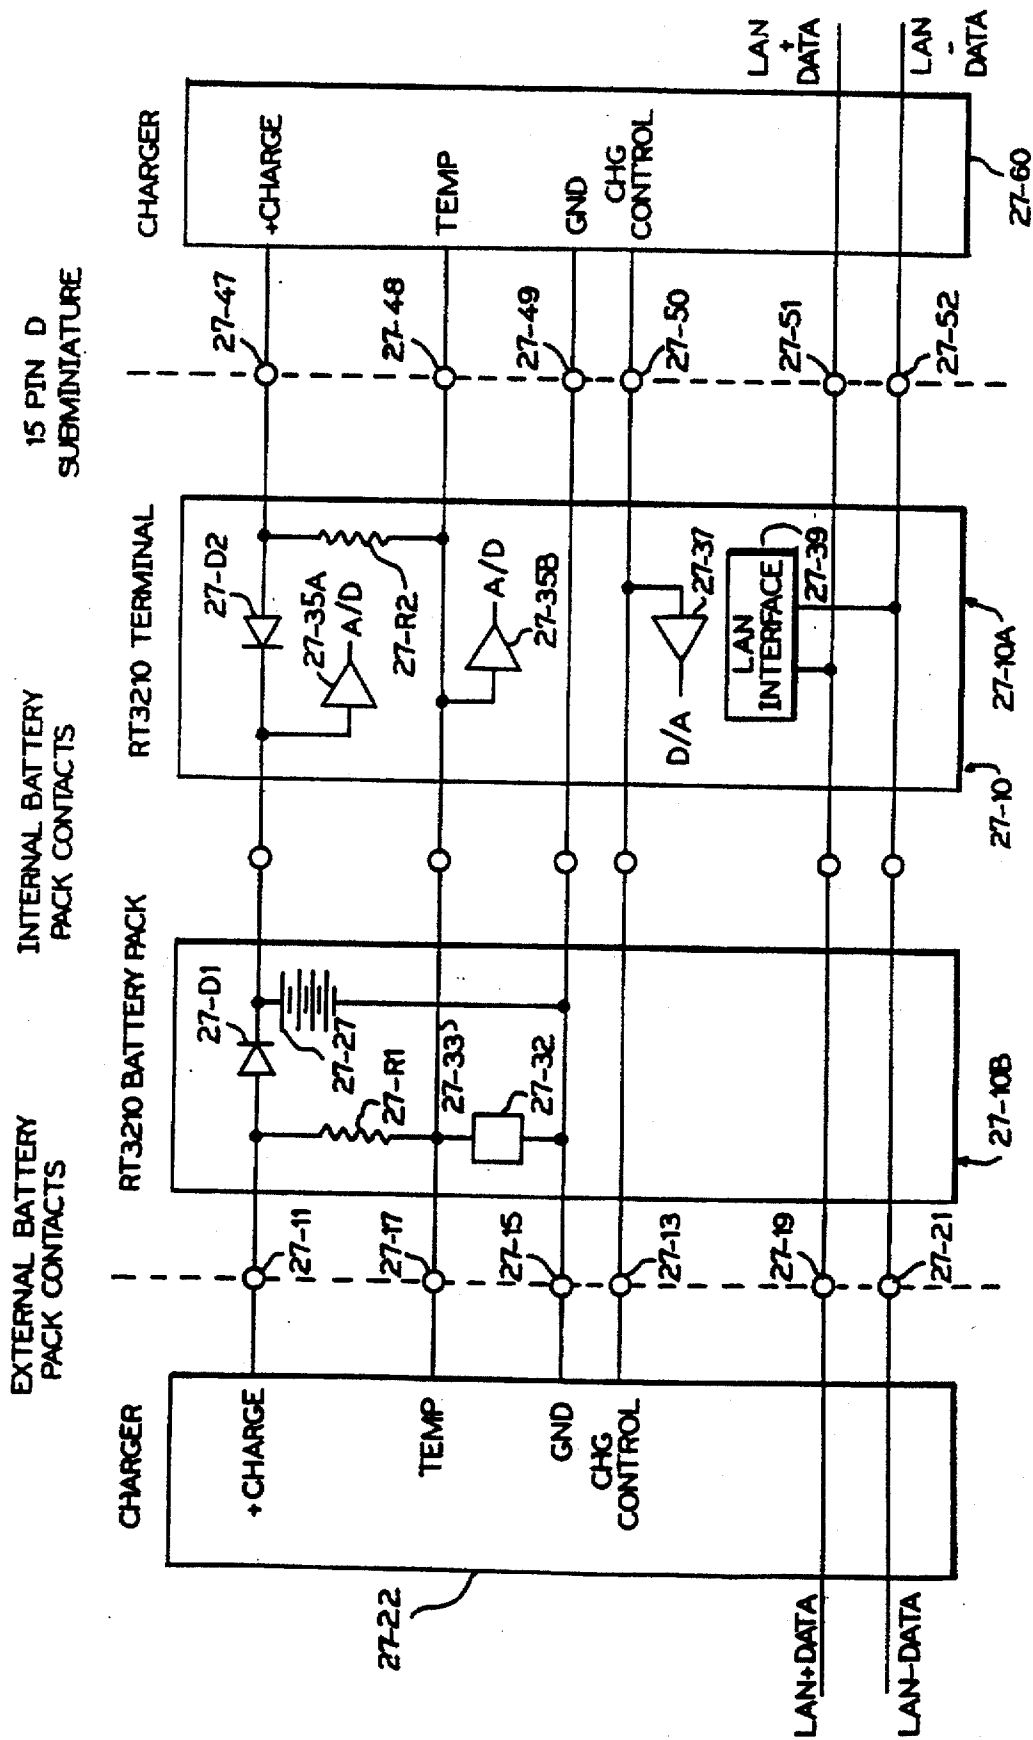 EXTERNAL BATTERY
PACK CONTACTS
INTERNAL BATTERY
PACK CONTACTS
15 PIN D
SUBMINIATURE
CHARGER
RT3210 BATTERY PACK
RT3210 TERMINAL
CHARGER
+CHARGE
27-11
27-D1
27-D2
27-47
+CHARGE
27-27
27-R1
27-35A
A/D
27-R2
TEMP
27-17
27-33
27-48
TEMP
27-32
A/D
27-35B
GND
27-15
27-49
GND
CHG
CONTROL
27-13
D/A
27-37
27-50
CHG
CONTROL
LAN
INTERFACE
27-39
27-22
LAN+DATA
27-19
27-51
LAN
+
DATA
LAN-DATA
27-21
27-52
LAN
-
DATA
27-10B
27-10
27-10A
27-60